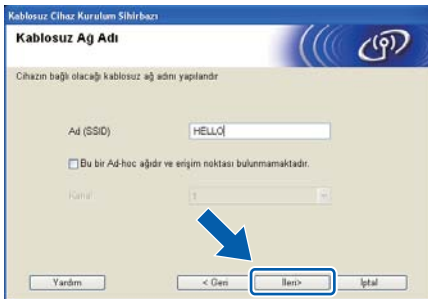 Kablosuz Cihaz Kurulum Sihirbazı
Kablosuz Ağ Adı
Cihazın bağlı olacağı kablosuz ağ adını yapılandır
Ad (SSID) HELLO
Bu bir Ad-hoc ağıdır ve erişim noktası bulunmamaktadır.
Kanal 1
Yardım < Geri İleri> İptal